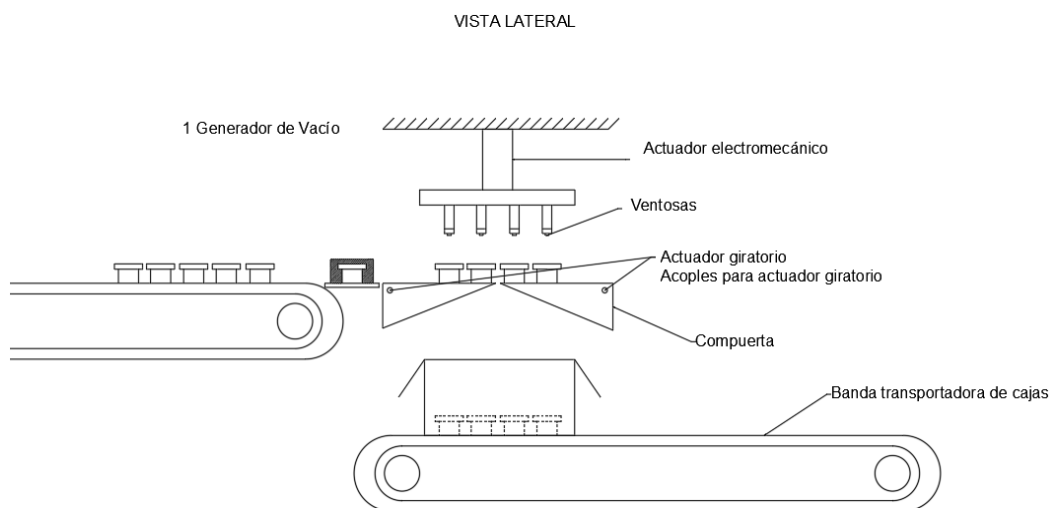 VISTA LATERAL
1 Generador de Vacío
Actuador electromecánico
Ventosas
Actuador giratorio
Acoples para actuador giratorio
Compuerta
Banda transportadora de cajas